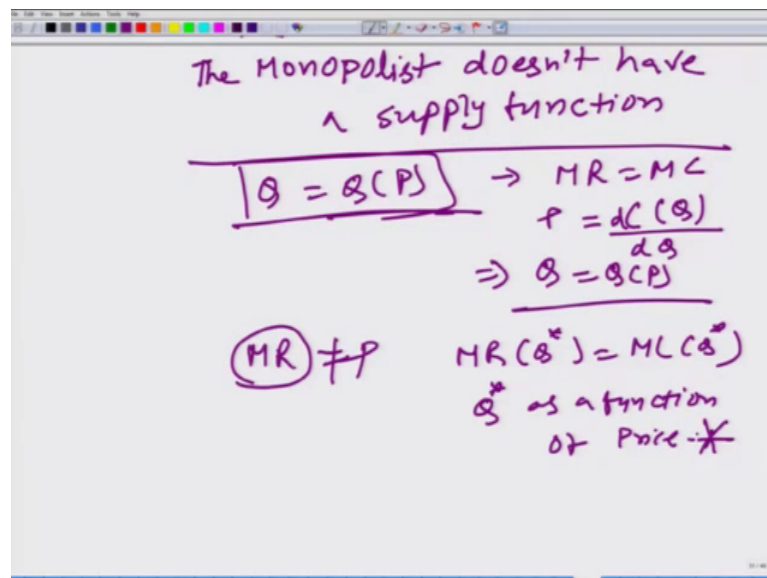 The Monopolist doesn't have
a supply function
Q = Q(P) → MR = MC
P = dC(Q)
dQ
⇒ Q = Q(P)
MR ≠ P MR(Q*) = MC(Q*)
Q* as a function
of Price.